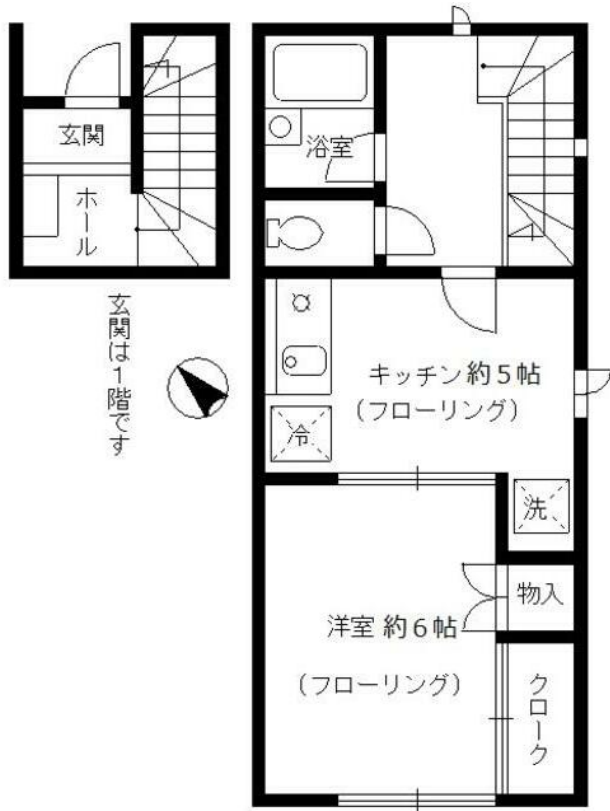 玄関
ホール
玄関は1階です
浴室
キッチン約5帖
(フローリング)
冷
洗
物入
洋室 約6帖
(フローリング)
クローク